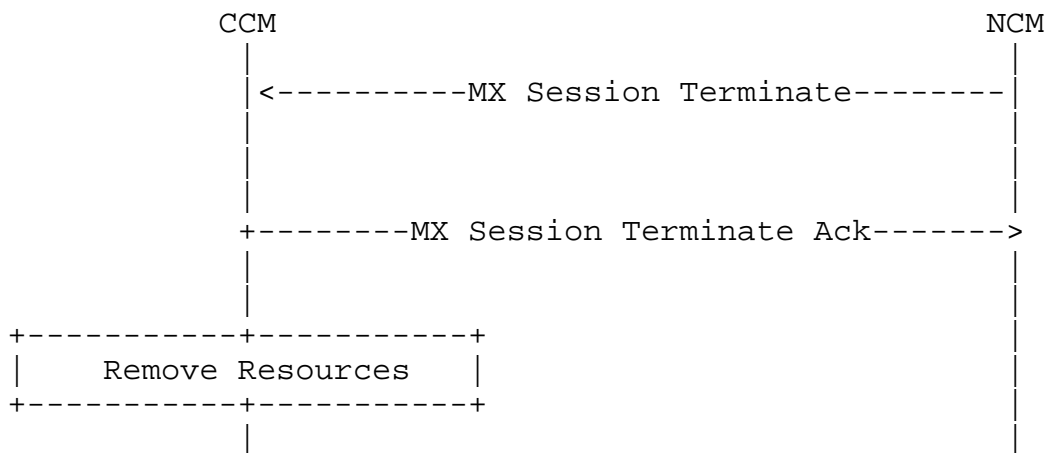 CCM NCM
MX Session Terminate
MX Session Terminate Ack
Remove Resources